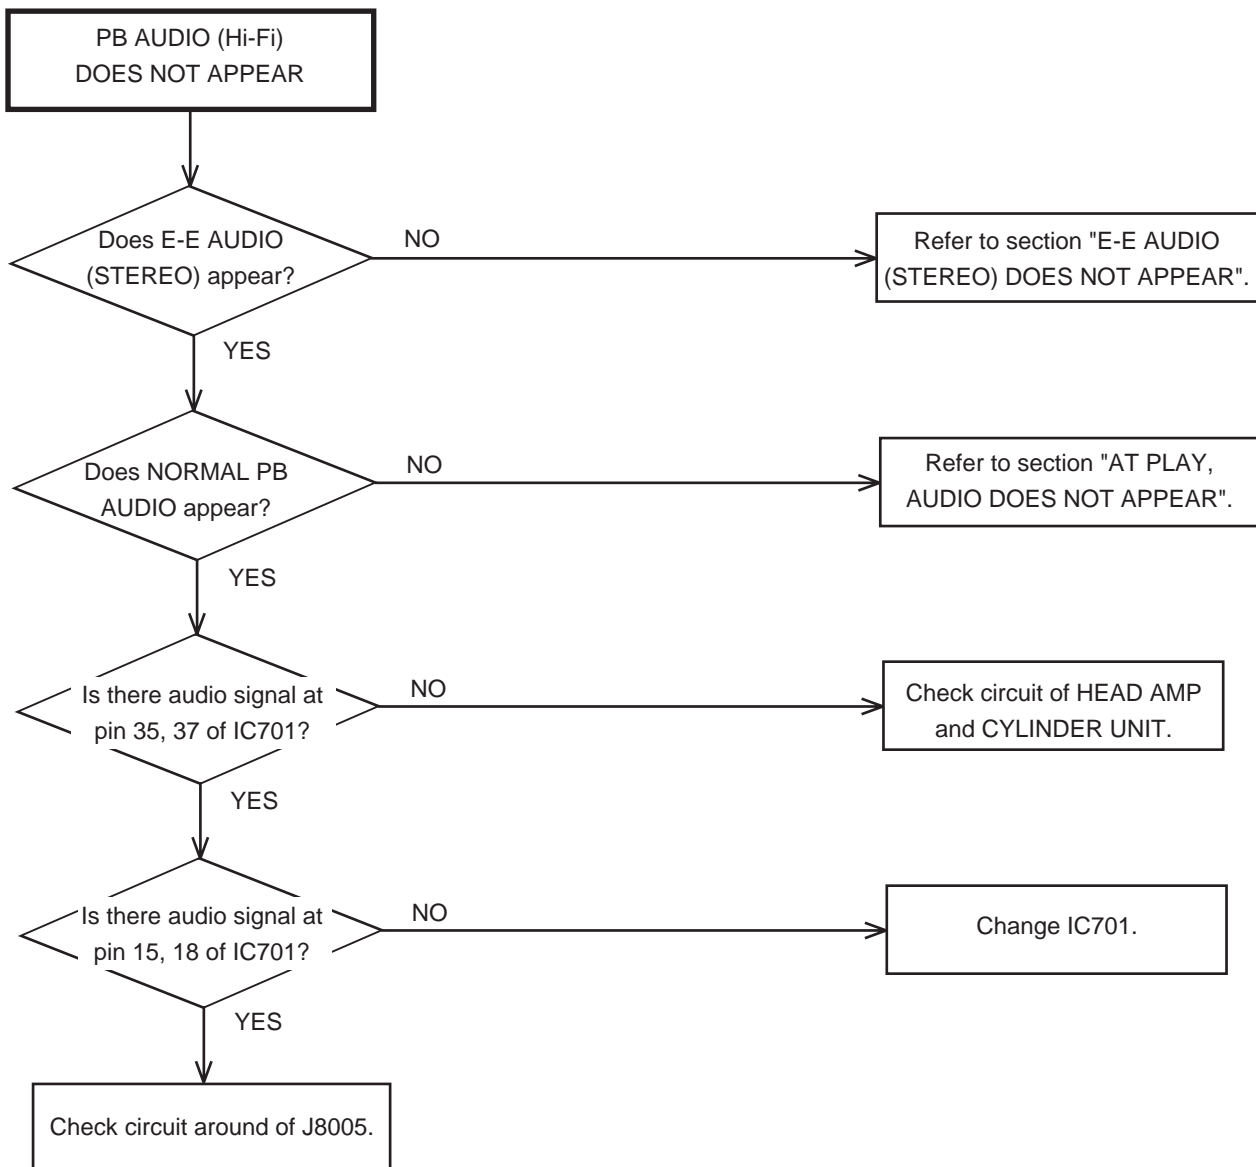 PB AUDIO (Hi-Fi)
DOES NOT APPEAR
Does E-E AUDIO
(STEREO) appear?
NO
Refer to section "E-E AUDIO
(STEREO) DOES NOT APPEAR".
YES
Does NORMAL PB
AUDIO appear?
NO
Refer to section "AT PLAY,
AUDIO DOES NOT APPEAR".
YES
Is there audio signal at
pin 35, 37 of IC701?
NO
Check circuit of HEAD AMP
and CYLINDER UNIT.
YES
Is there audio signal at
pin 15, 18 of IC701?
NO
Change IC701.
YES
Check circuit around of J8005.